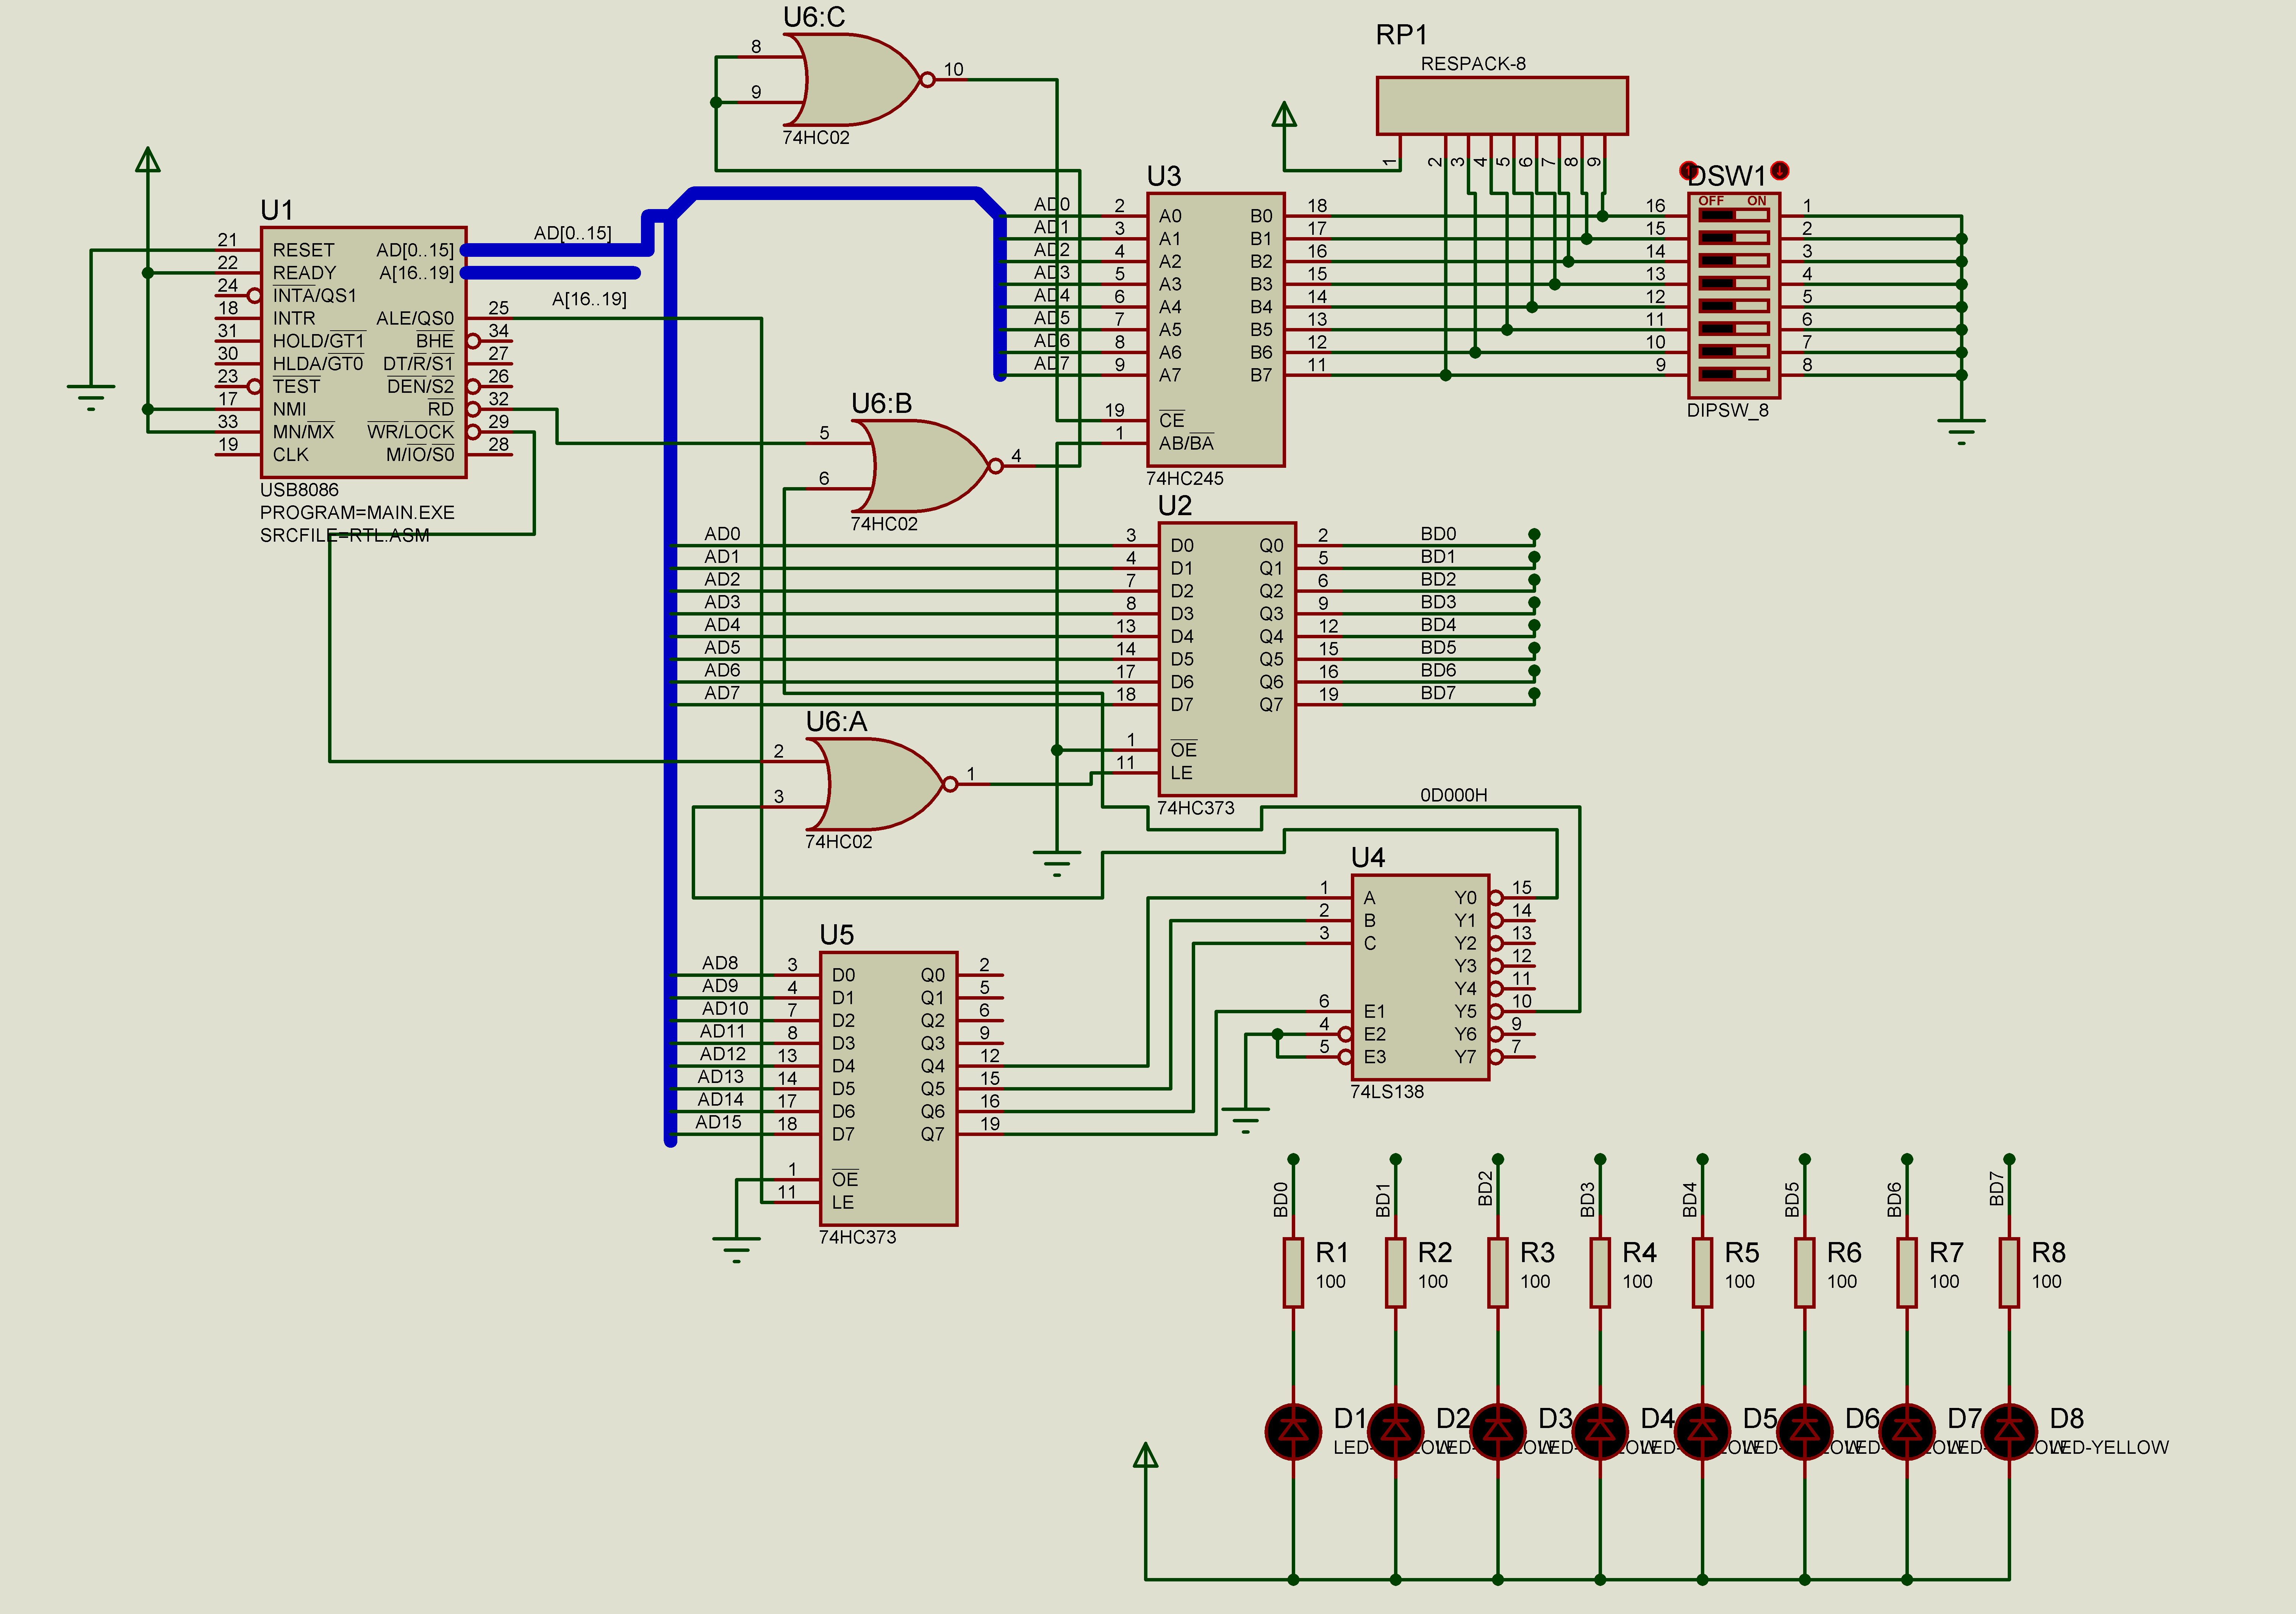 U6:C
8
9
10
74HC02
RP1
RESPACK-8
1
2
3
4
5
6
7
8
9
U1
21 RESET AD[0..15]
22 READY A[16..19]
24 INTA/QS1
18 INTR ALE/QS0 25
31 HOLD/GT1 BHE 34
30 HLDA/GT0 DT/R/S1 27
23 TEST DEN/S2 26
17 NMI RD 32
33 MN/MX WR/LOCK 29
19 CLK M/IO/S0 28
USB8086
PROGRAM=MAIN.EXE
SRCFILE=RTL.ASM
AD[0..15]
A[16..19]
U3
AD0 2 A0 B0 18
AD1 3 A1 B1 17
AD2 4 A2 B2 16
AD3 5 A3 B3 15
AD4 6 A4 B4 14
AD5 7 A5 B5 13
AD6 8 A6 B6 12
AD7 9 A7 B7 11
19 CE
1 AB/BA
74HC245
DSW1
OFF ON
16 1
15 2
14 3
13 4
12 5
11 6
10 7
9 8
DIPSW_8
U6:B
5
6
4
74HC02
U2
AD0 3 D0 Q0 2 BD0
AD1 4 D1 Q1 5 BD1
AD2 7 D2 Q2 6 BD2
AD3 8 D3 Q3 9 BD3
AD4 13 D4 Q4 12 BD4
AD5 14 D5 Q5 15 BD5
AD6 17 D6 Q6 16 BD6
AD7 18 D7 Q7 19 BD7
1 OE
11 LE
74HC373
U6:A
2
3
1
74HC02
0D000H
U4
1 A Y0 15
2 B Y1 14
3 C Y2 13
Y3 12
Y4 11
6 E1 Y5 10
4 E2 Y6 9
5 E3 Y7 7
74LS138
U5
AD8 3 D0 Q0 2
AD9 4 D1 Q1 5
AD10 7 D2 Q2 6
AD11 8 D3 Q3 9
AD12 13 D4 Q4 12
AD13 14 D5 Q5 15
AD14 17 D6 Q6 16
AD15 18 D7 Q7 19
1 OE
11 LE
74HC373
BD0 BD1 BD2 BD3 BD4 BD5 BD6 BD7
R1 R2 R3 R4 R5 R6 R7 R8
100 100 100 100 100 100 100 100
D1 D2 D3 D4 D5 D6 D7 D8
LED-YELLOW